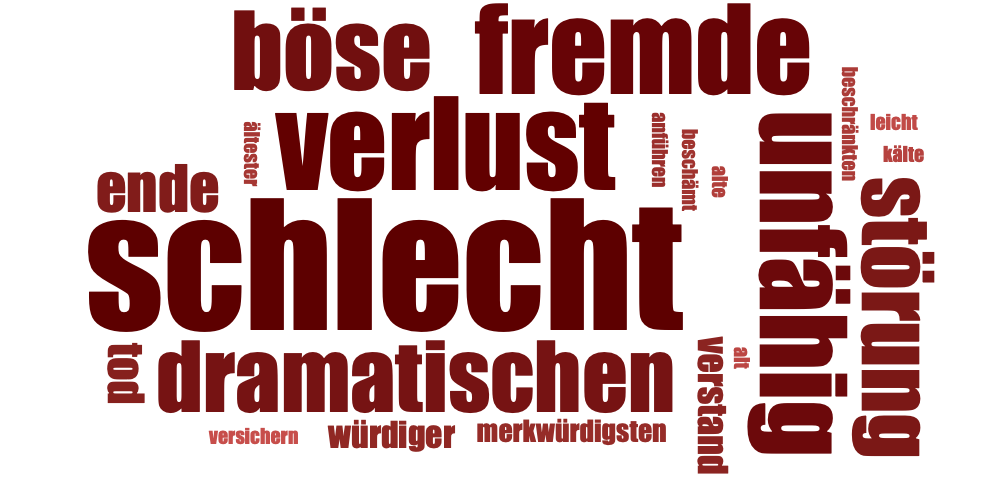 böse
fremde
verlust
ältester
anführen
beschämt
alte
beschränkten
leicht
kälte
ende
schlecht
unfähig
störung
tod
dramatischen
verstand
alt
versichern
würdiger
merkwürdigsten